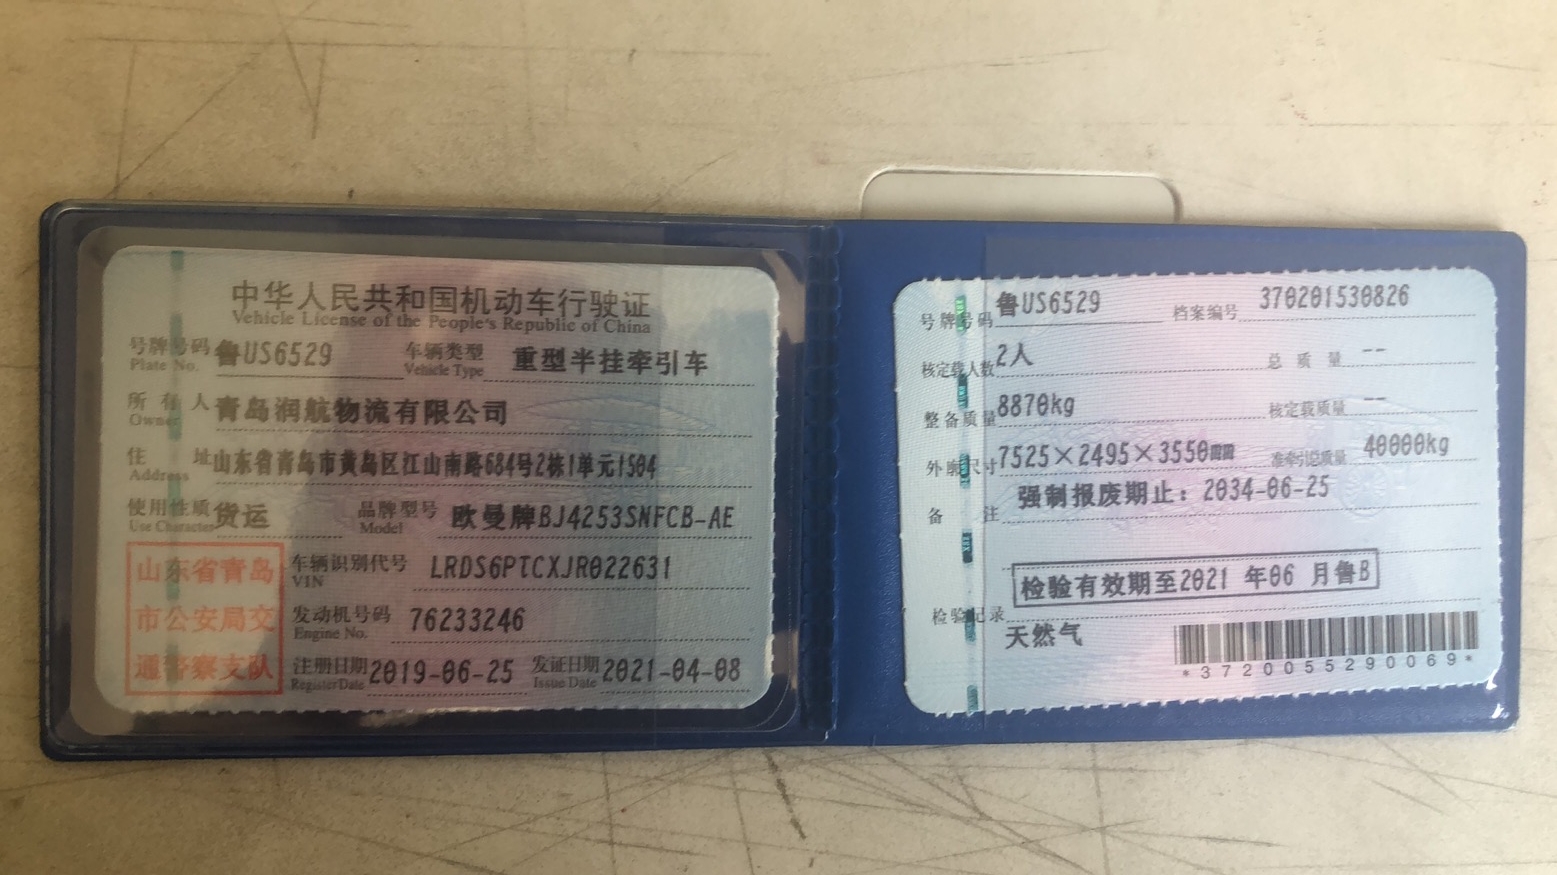 中华人民共和国机动车行驶证
Vehicle License of the People's Republic of China
号牌号码 鲁US6529 车辆类型 重型半挂牵引车
Plate No. Vehicle Type
所有人 青岛润航物流有限公司
Owner
住址 山东省青岛市黄岛区江山南路684号2栋1单元1504
Address
使用性质 货运 品牌型号 欧曼牌BJ4253SNFCB-AE
Use Character Model
山东省青岛
市公安局交
通警察支队
车辆识别代号 LRDS6PTCXJR022631
VIN
发动机号码 76233246
Engine No.
注册日期 2019-06-25 发证日期 2021-04-08
Register Date Issue Date
号牌号码 鲁US6529 档案编号 370201530826
核定载人数 2人 总质量 --
整备质量 8870kg 核定载质量 --
外廓尺寸 7525×2495×3550mm 准牵引总质量 40000kg
备注 强制报废期止：2034-06-25
检验有效期至2021 年06 月鲁B
检验记录
天然气
*3720055290069*